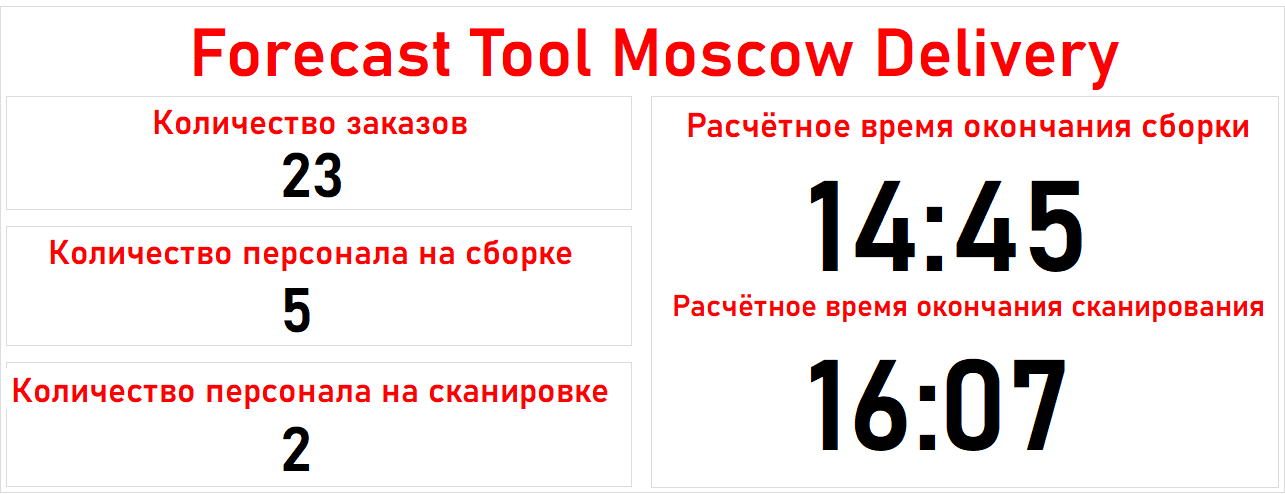 Forecast Tool Moscow Delivery
Количество заказов
23
Количество персонала на сборке
5
Количество персонала на сканировке
2
Расчётное время окончания сборки
14:45
Расчётное время окончания сканирования
16:07